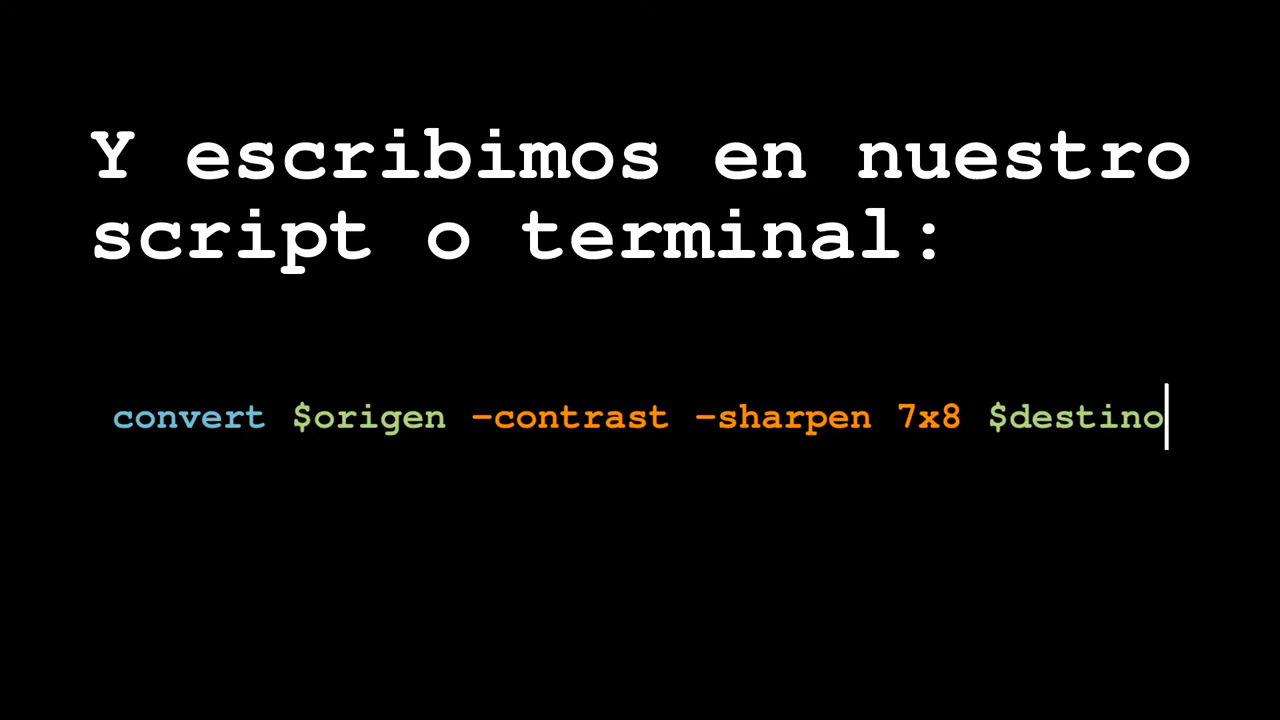 Y escribimos en nuestro
script o terminal:
convert $origen –contrast –sharpen 7x8 $destino